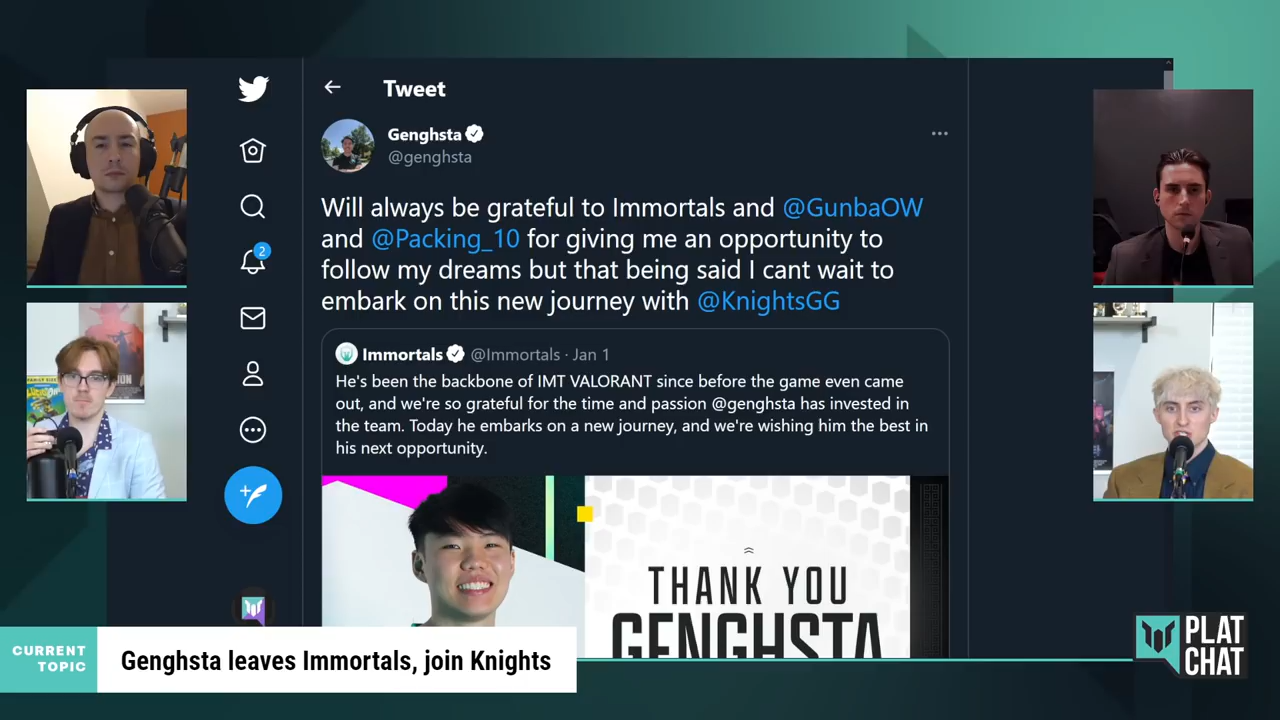 Tweet
Genghsta
@genghsta
Will always be grateful to Immortals and @GunbaOW
and @Packing_10 for giving me an opportunity to
follow my dreams but that being said I cant wait to
embark on this new journey with @KnightsGG
2
Immortals @Immortals · Jan 1
He's been the backbone of IMT VALORANT since before the game even came
out, and we're so grateful for the time and passion @genghsta has invested in
the team. Today he embarks on a new journey, and we're wishing him the best in
his next opportunity.
THANK YOU
GENGHSTA
CURRENT
TOPIC
Genghsta leaves Immortals, join Knights
PLAT
CHAT